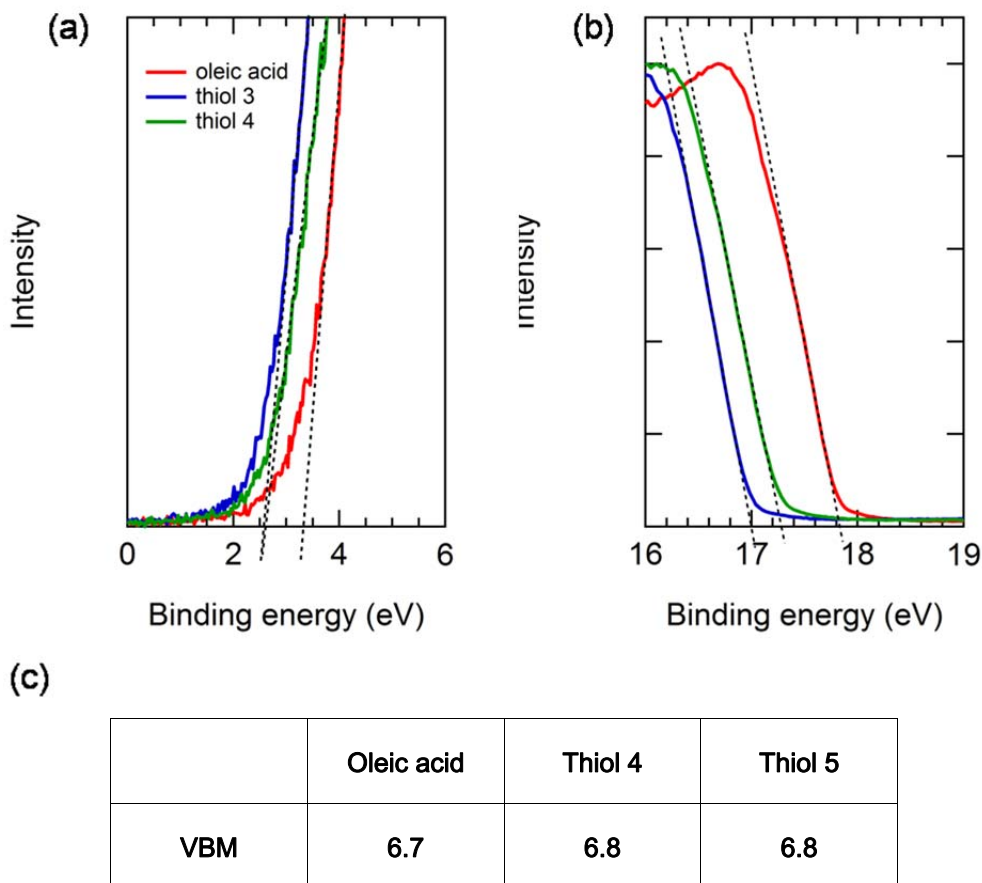 (a)
oleic acid
thiol 3
thiol 4
Intensity
0 2 4 6
Binding energy (eV)
(b)
Intensity
16 17 18 19
Binding energy (eV)
(c)
Oleic acid Thiol 4 Thiol 5
VBM 6.7 6.8 6.8